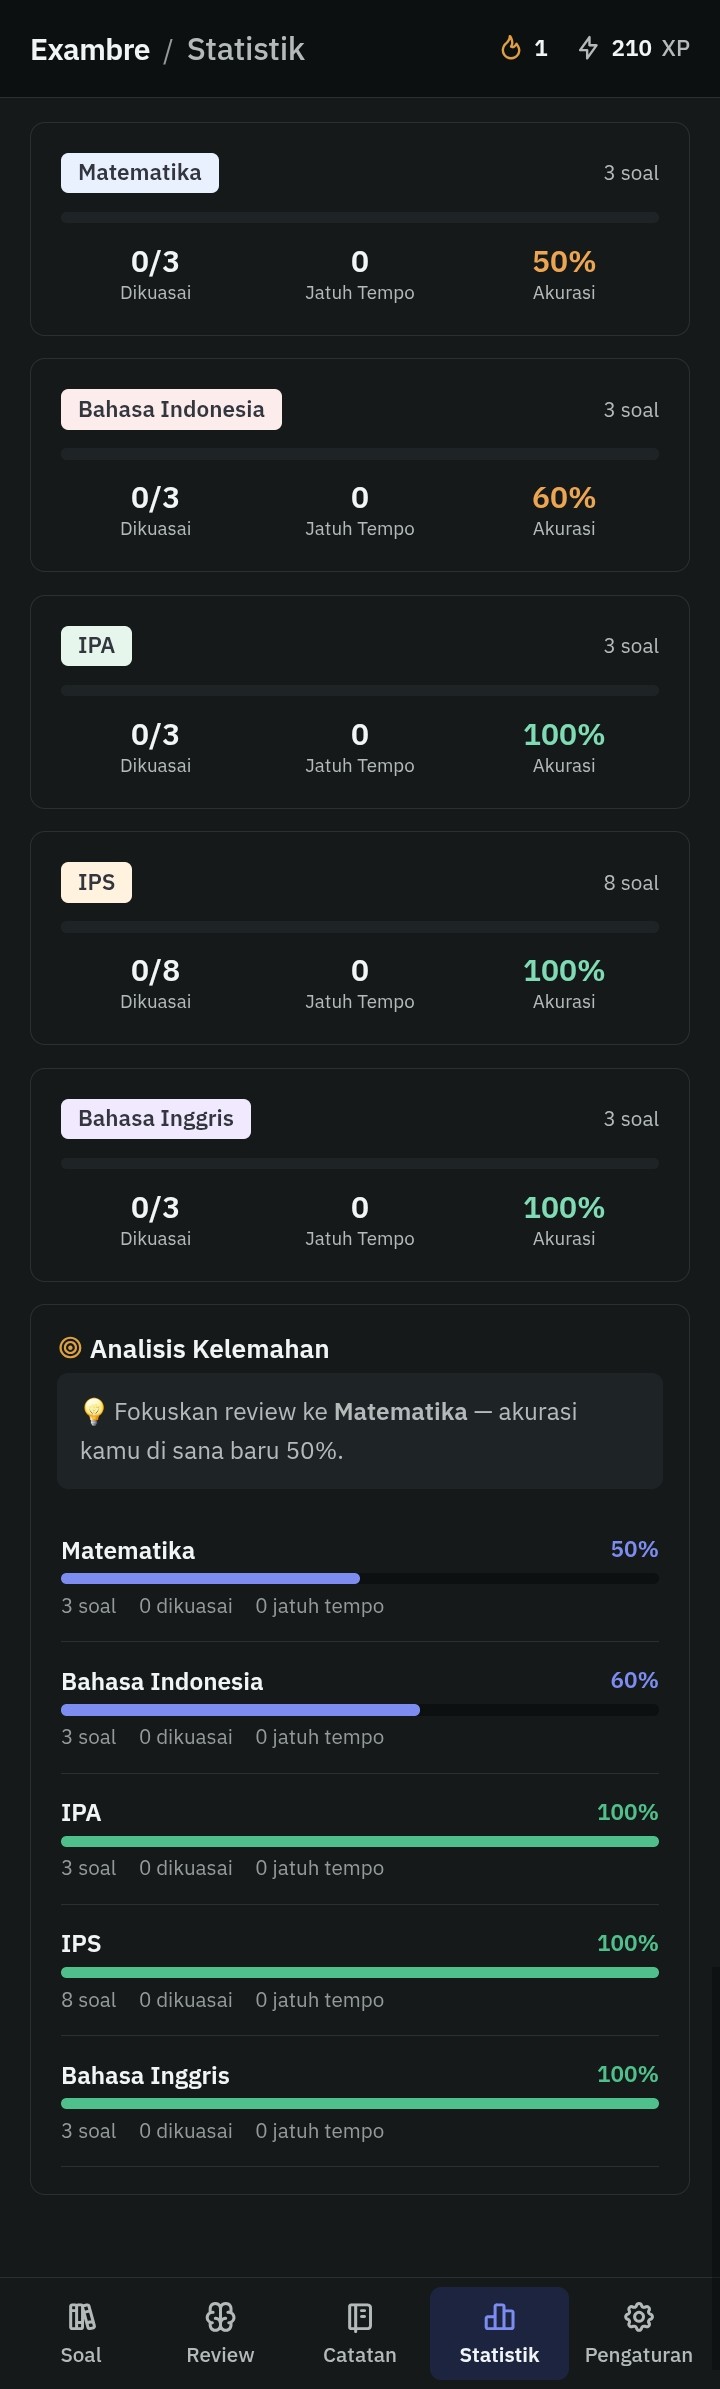 Exambre / Statistik 1 210 XP
Matematika 3 soal
0/3 0 50%
Dikuasai Jatuh Tempo Akurasi
Bahasa Indonesia 3 soal
0/3 0 60%
Dikuasai Jatuh Tempo Akurasi
IPA 3 soal
0/3 0 100%
Dikuasai Jatuh Tempo Akurasi
IPS 8 soal
0/8 0 100%
Dikuasai Jatuh Tempo Akurasi
Bahasa Inggris 3 soal
0/3 0 100%
Dikuasai Jatuh Tempo Akurasi
Analisis Kelemahan
💡 Fokuskan review ke Matematika — akurasi
kamu di sana baru 50%.
Matematika 50%
3 soal 0 dikuasai 0 jatuh tempo
Bahasa Indonesia 60%
3 soal 0 dikuasai 0 jatuh tempo
IPA 100%
3 soal 0 dikuasai 0 jatuh tempo
IPS 100%
8 soal 0 dikuasai 0 jatuh tempo
Bahasa Inggris 100%
3 soal 0 dikuasai 0 jatuh tempo
Soal Review Catatan Statistik Pengaturan